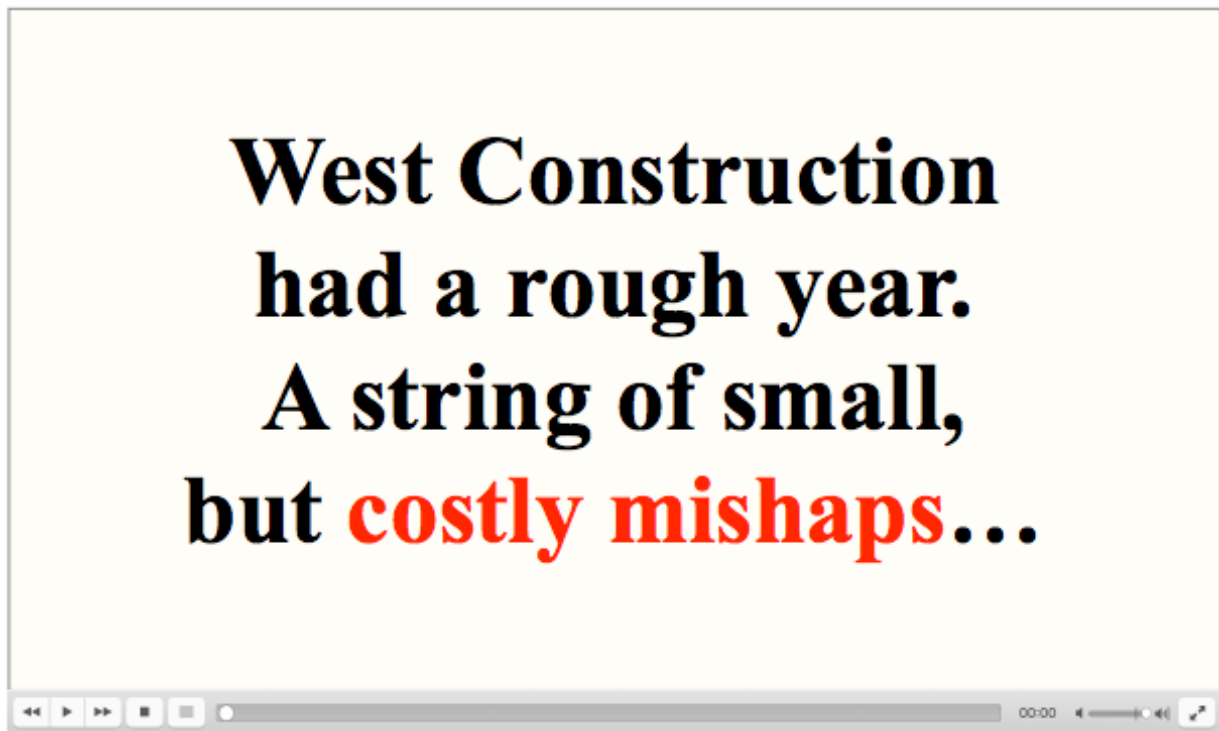 West Construction
had a rough year.
A string of small,
but costly mishaps…
00:00